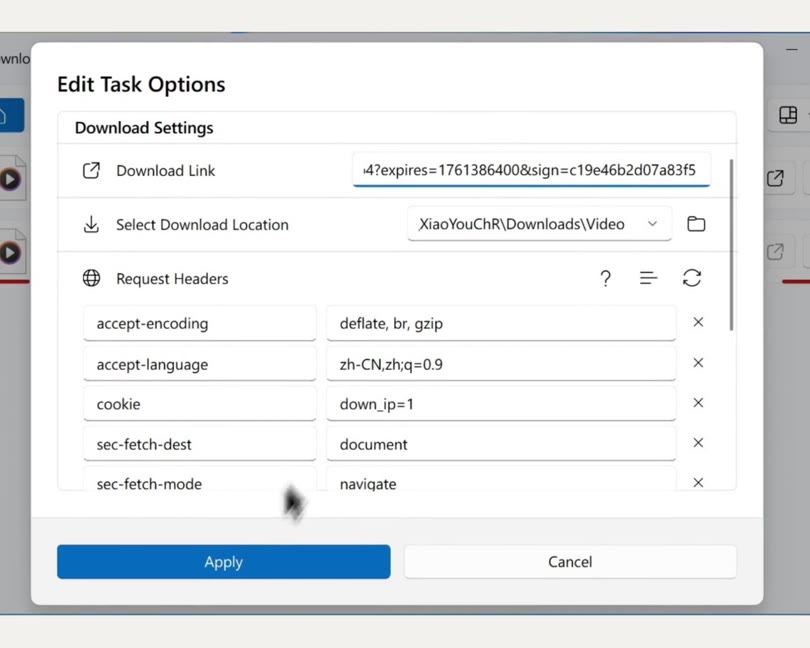 ownlo
Edit Task Options
Download Settings
Download Link
4?expires=1761386400&sign=c19e46b2d07a83f5
Select Download Location
XiaoYouChR\Downloads\Video
Request Headers
?
accept-encoding deflate, br, gzip
accept-language zh-CN,zh;q=0.9
cookie down_ip=1
sec-fetch-dest document
sec-fetch-mode navigate
Apply
Cancel